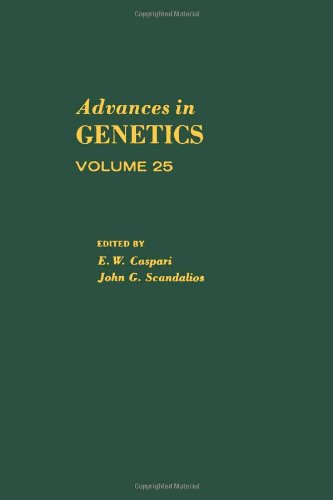 Advances in
GENETICS
VOLUME 25
EDITED BY
E. W. Caspari
John G. Scandalios